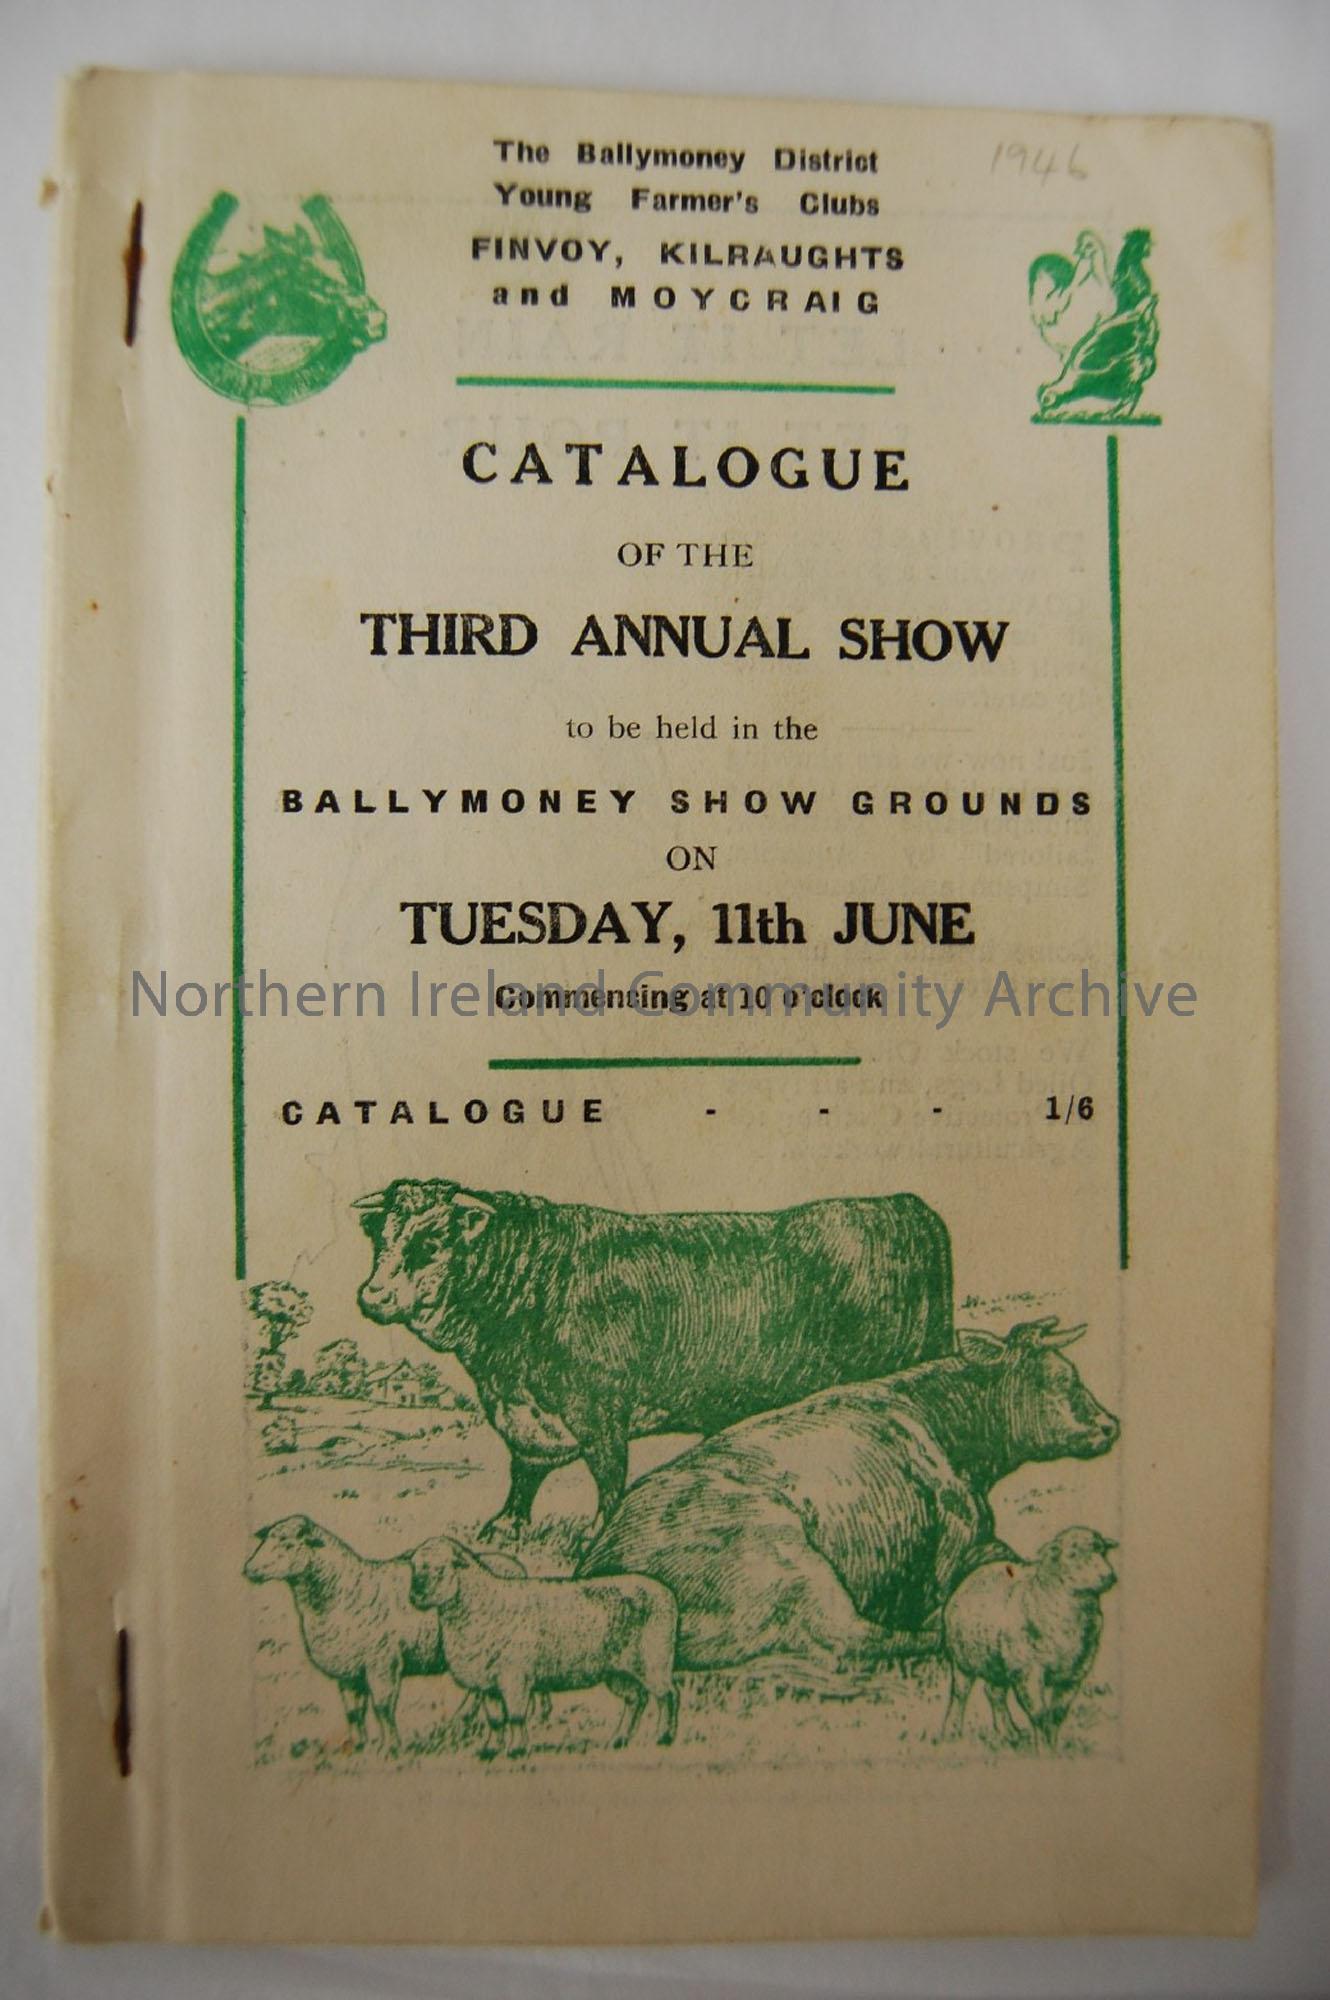 The Ballymoney District
1946
Young Farmer's Clubs
FINVOY, KILRAUGHTS
and MOYCRAIG
CATALOGUE
OF THE
THIRD ANNUAL SHOW
to be held in the
BALLYMONEY SHOW GROUNDS
ON
TUESDAY, 11th JUNE
Commencing at 10 o'clock
Northern Ireland Community Archive
CATALOGUE - - - 1/6